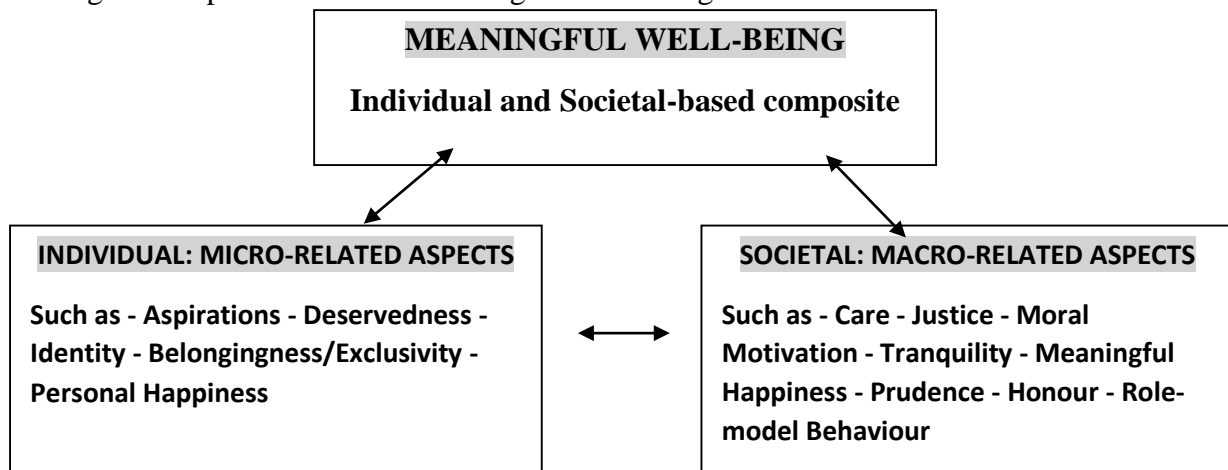 MEANINGFUL WELL-BEING
Individual and Societal-based composite
INDIVIDUAL: MICRO-RELATED ASPECTS
Such as - Aspirations - Deservedness -
Identity - Belongingness/Exclusivity -
Personal Happiness
SOCIETAL: MACRO-RELATED ASPECTS
Such as - Care - Justice - Moral
Motivation - Tranquility - Meaningful
Happiness - Prudence - Honour - Role-
model Behaviour